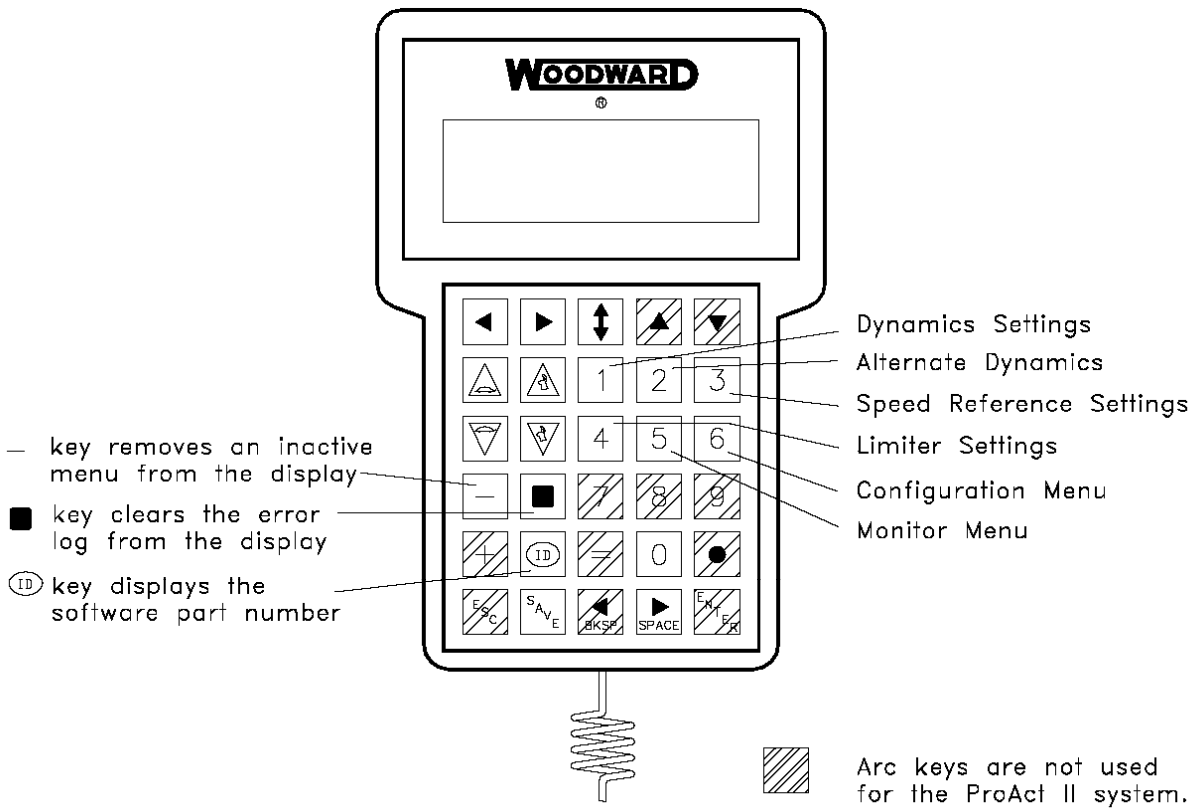 WOODWARD
®
1 2 3
Dynamics Settings
Alternate Dynamics
Speed Reference Settings
4 5 6
Limiter Settings
Configuration Menu
Monitor Menu
– key removes an inactive
menu from the display
■ key clears the error
log from the display
ID key displays the
software part number
– ■ 7 8 9
+ ID = 0 ●
ESC SAVE BKSP SPACE ENTER
Arc keys are not used
for the ProAct II system.